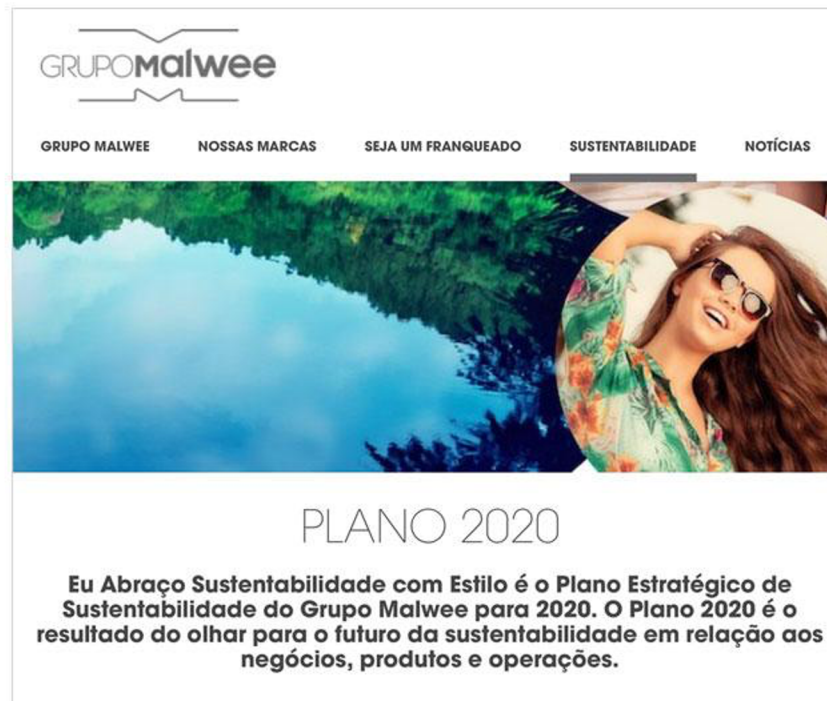 GRUPOMalwee
GRUPO MALWEE NOSSAS MARCAS SEJA UM FRANQUEADO SUSTENTABILIDADE NOTÍCIAS
PLANO 2020
Eu Abraço Sustentabilidade com Estilo é o Plano Estratégico de
Sustentabilidade do Grupo Malwee para 2020. O Plano 2020 é o
resultado do olhar para o futuro da sustentabilidade em relação aos
negócios, produtos e operações.